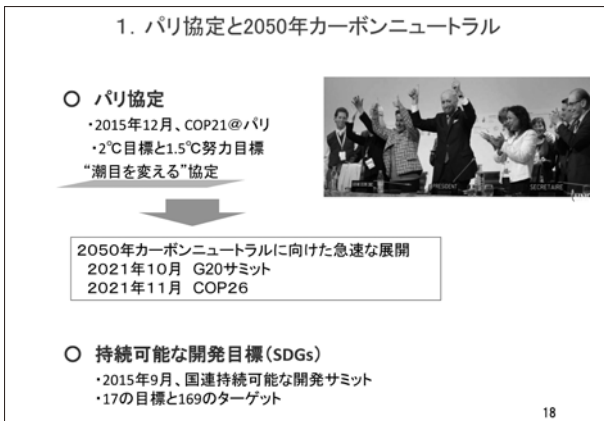 1. パリ協定と2050年カーボンニュートラル
○ パリ協定
・2015年12月、COP21@パリ
・2℃目標と1.5℃努力目標
“潮目を変える”協定
PRESIDENT
SECRETAIRE
2050年カーボンニュートラルに向けた急速な展開
2021年10月 G20サミット
2021年11月 COP26
○ 持続可能な開発目標(SDGs)
・2015年9月、国連持続可能な開発サミット
・17の目標と169のターゲット
18